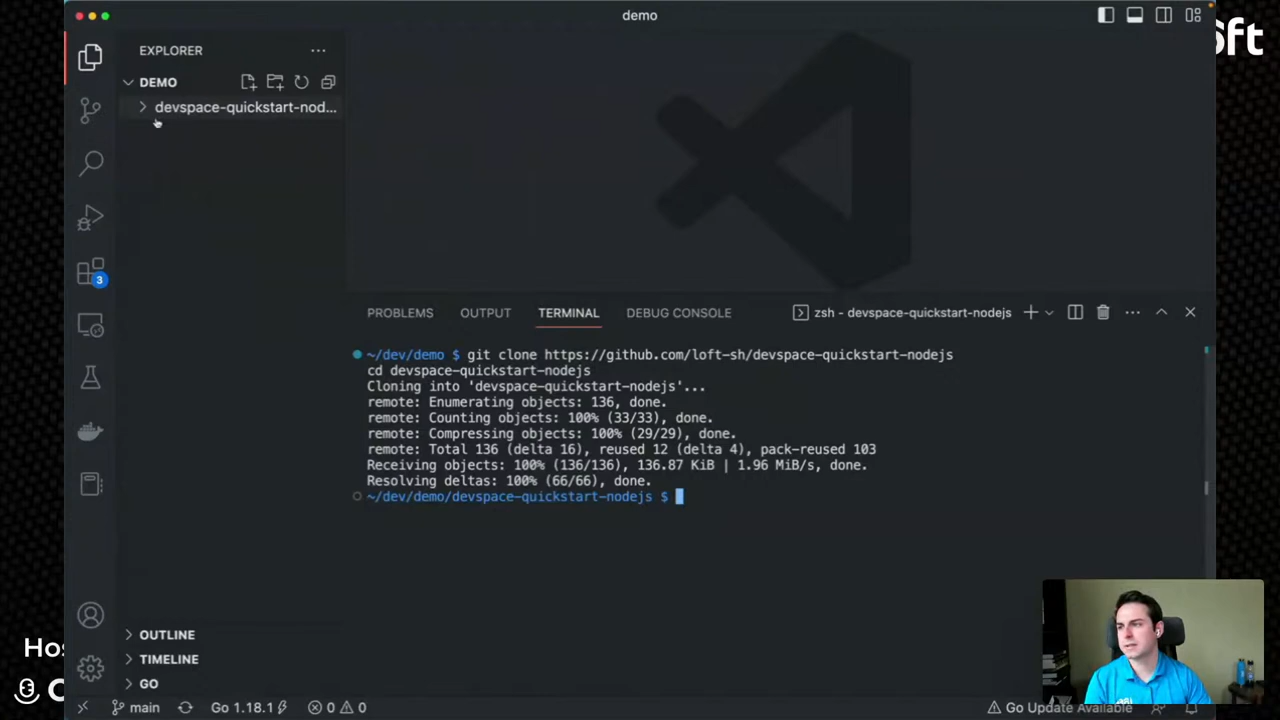 demo
EXPLORER
DEMO
devspace-quickstart-nod...
3
PROBLEMS OUTPUT TERMINAL DEBUG CONSOLE zsh - devspace-quickstart-nodejs
~/dev/demo $ git clone https://github.com/loft-sh/devspace-quickstart-nodejs
cd devspace-quickstart-nodejs
Cloning into 'devspace-quickstart-nodejs'...
remote: Enumerating objects: 136, done.
remote: Counting objects: 100% (33/33), done.
remote: Compressing objects: 100% (29/29), done.
remote: Total 136 (delta 16), reused 12 (delta 4), pack-reused 103
Receiving objects: 100% (136/136), 136.87 KiB | 1.96 MiB/s, done.
Resolving deltas: 100% (66/66), done.
~/dev/demo/devspace-quickstart-nodejs $
OUTLINE
TIMELINE
GO
main Go 1.18.1 0 0 Go Update Available